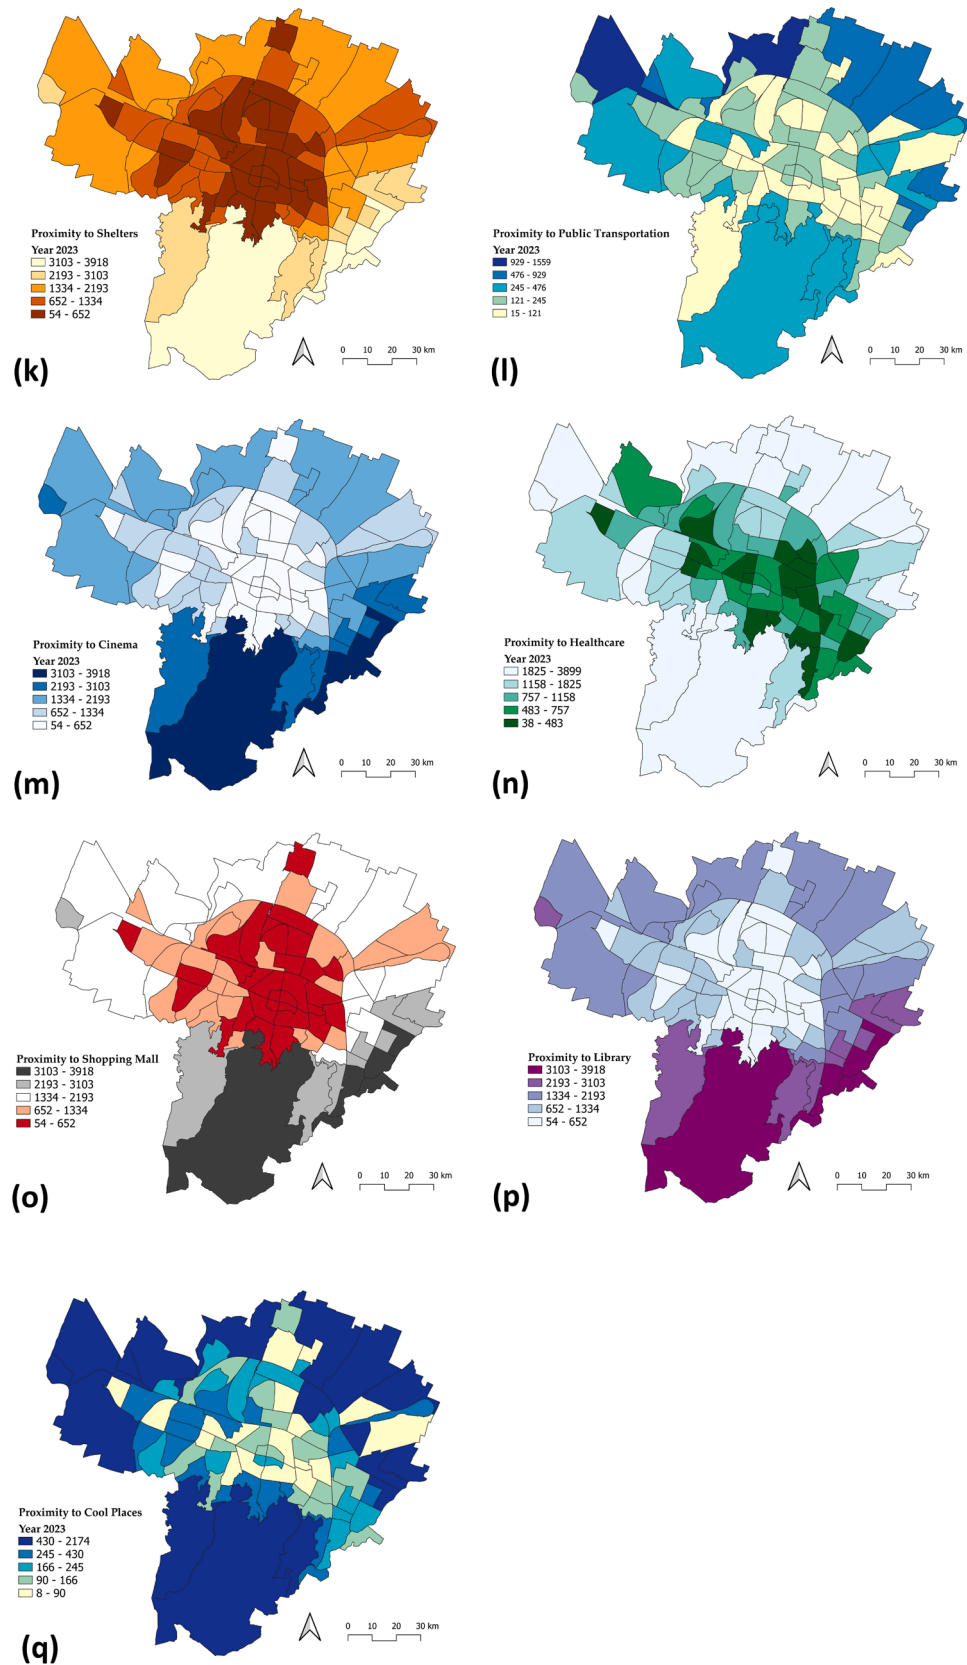 Proximity to Shelters
Year 2023
3103 - 3918
2193 - 3103
1334 - 2193
652 - 1334
54 - 652
0 10 20 30 km
(k)
Proximity to Public Transportation
Year 2023
929 - 1559
476 - 929
245 - 476
121 - 245
15 - 121
0 10 20 30 km
(l)
Proximity to Cinema
Year 2023
3103 - 3918
2193 - 3103
1334 - 2193
652 - 1334
54 - 652
0 10 20 30 km
(m)
Proximity to Healthcare
Year 2023
1825 - 3899
1158 - 1825
757 - 1158
483 - 757
38 - 483
0 10 20 30 km
(n)
Proximity to Shopping Mall
Year 2023
3103 - 3918
2193 - 3103
1334 - 2193
652 - 1334
54 - 652
0 10 20 30 km
(o)
Proximity to Library
Year 2023
3103 - 3918
2193 - 3103
1334 - 2193
652 - 1334
54 - 652
0 10 20 30 km
(p)
Proximity to Cool Places
Year 2023
430 - 2174
245 - 430
166 - 245
90 - 166
8 - 90
0 10 20 30 km
(q)